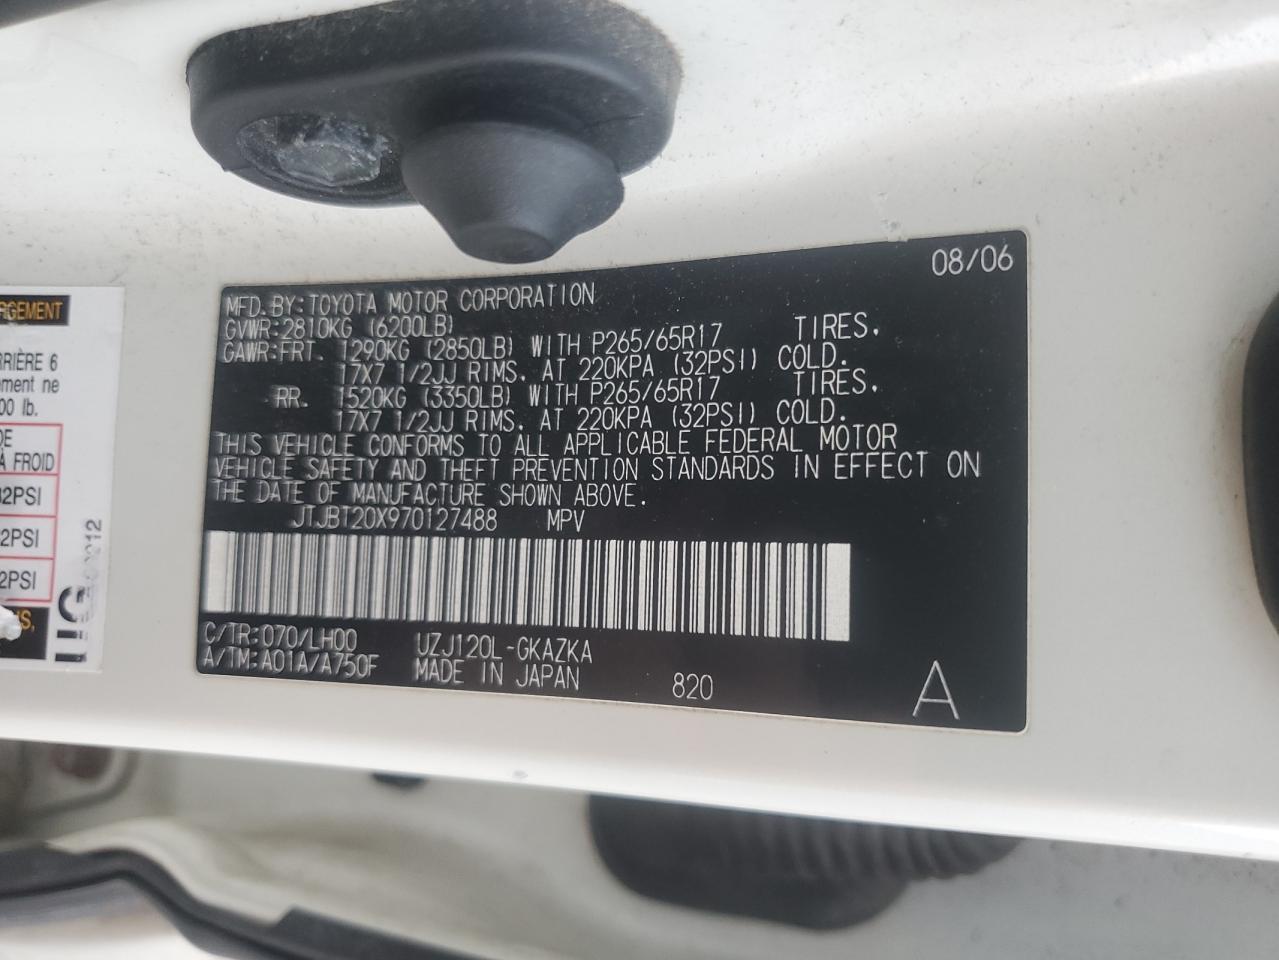 08/06
MFD.BY:TOYOTA MOTOR CORPORATION
GVWR:2810KG (6200LB)
GAWR:FRT. 1290KG (2850LB) WITH P265/65R17 TIRES.
17X7 1/2JJ RIMS. AT 220KPA (32PSI) COLD.
RR. 1520KG (3350LB) WITH P265/65R17 TIRES.
17X7 1/2JJ RIMS. AT 220KPA (32PSI) COLD.
THIS VEHICLE CONFORMS TO ALL APPLICABLE FEDERAL MOTOR
VEHICLE SAFETY AND THEFT PREVENTION STANDARDS IN EFFECT ON
THE DATE OF MANUFACTURE SHOWN ABOVE.
JTJBT20X970127488 MPV
C/TR:070/LH00 UZJ120L-GKAZKA
A/TM:A01A/A750F MADE IN JAPAN 820 A
RGEMENT
RRIÈRE 6
ement ne
00 lb.
DE
À FROID
32PSI
2PSI
2PSI